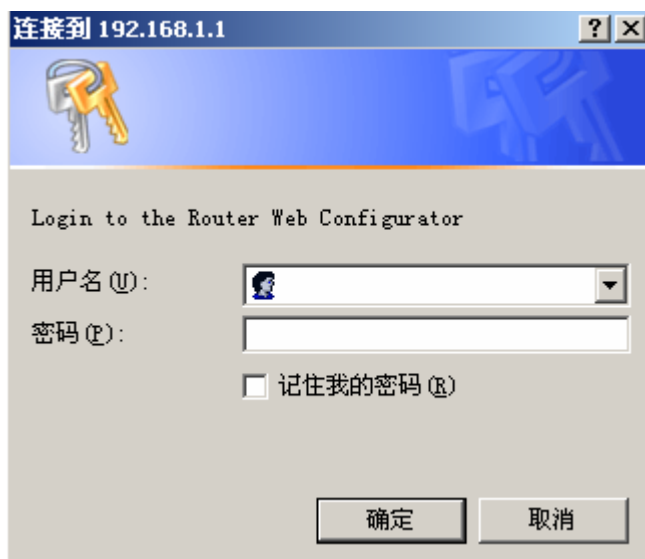 连接到 192.168.1.1
Login to the Router Web Configurator
用户名(U):
密码(P):
记住我的密码(R)
确定 取消